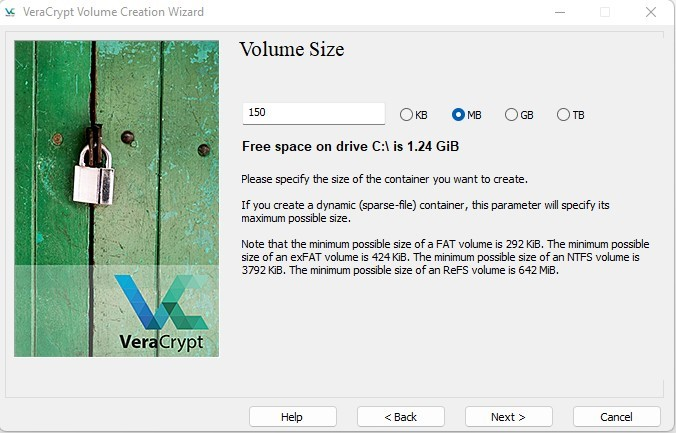 VeraCrypt Volume Creation Wizard
Volume Size
150
KB MB GB TB
Free space on drive C:\ is 1.24 GiB
Please specify the size of the container you want to create.
If you create a dynamic (sparse-file) container, this parameter will specify its
maximum possible size.
Note that the minimum possible size of a FAT volume is 292 KiB. The minimum possible
size of an exFAT volume is 424 KiB. The minimum possible size of an NTFS volume is
3792 KiB. The minimum possible size of an ReFS volume is 642 MiB.
VeraCrypt
Help < Back Next > Cancel